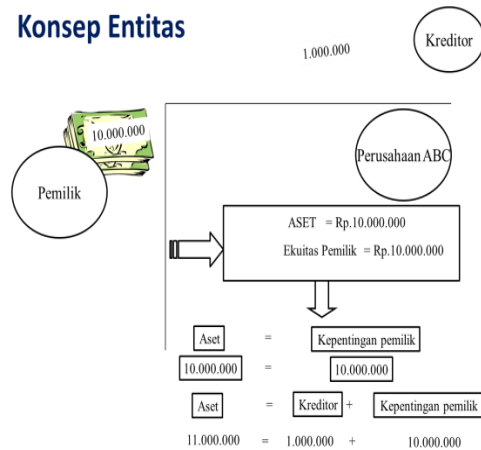 Konsep Entitas
1.000.000
Kreditor
10.000.000
Pemilik
Perusahaan ABC
ASET = Rp.10.000.000
Ekuitas Pemilik = Rp.10.000.000
Aset = Kepentingan pemilik
10.000.000 = 10.000.000
Aset = Kreditor + Kepentingan pemilik
11.000.000 = 1.000.000 + 10.000.000